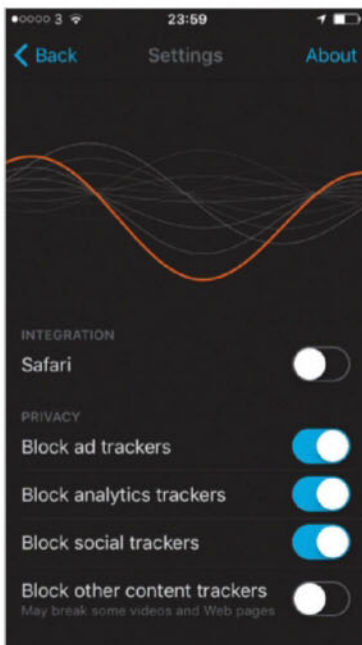 3 23:59
Back Settings About
INTEGRATION
Safari
PRIVACY
Block ad trackers
Block analytics trackers
Block social trackers
Block other content trackers
May break some videos and Web pages